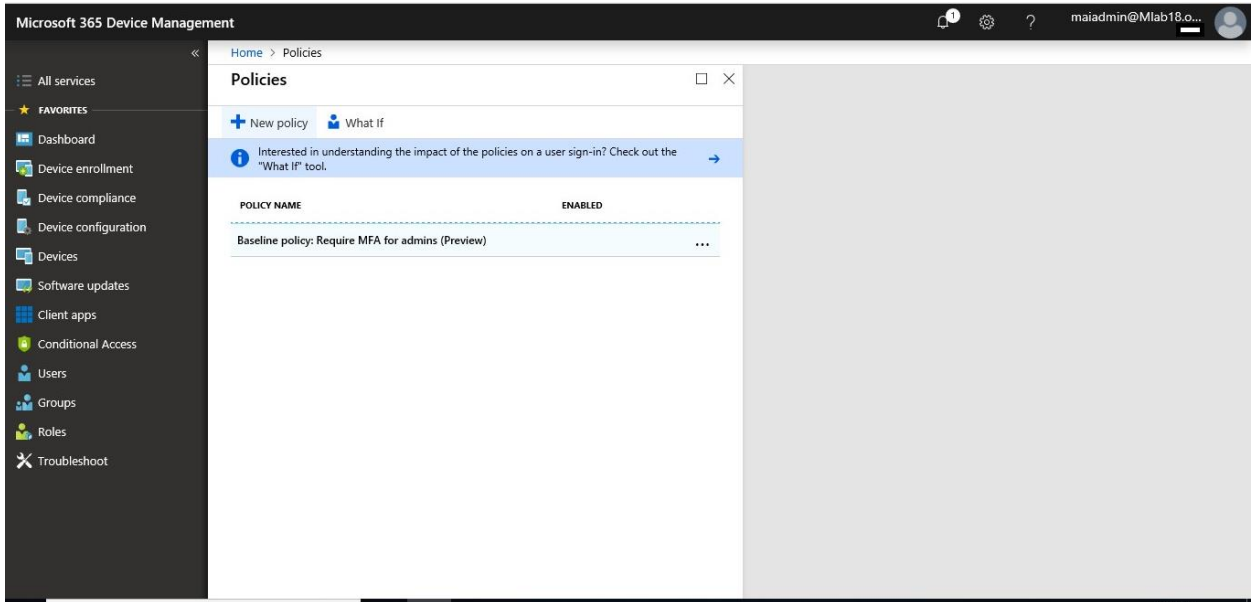 Microsoft 365 Device Management
1
?
maiadmin@Mlab18.o...
«
All services
FAVORITES
Dashboard
Device enrollment
Device compliance
Device configuration
Devices
Software updates
Client apps
Conditional Access
Users
Groups
Roles
Troubleshoot
Home > Policies
Policies
New policy What If
Interested in understanding the impact of the policies on a user sign-in? Check out the
"What If" tool.
POLICY NAME ENABLED
Baseline policy: Require MFA for admins (Preview) ...